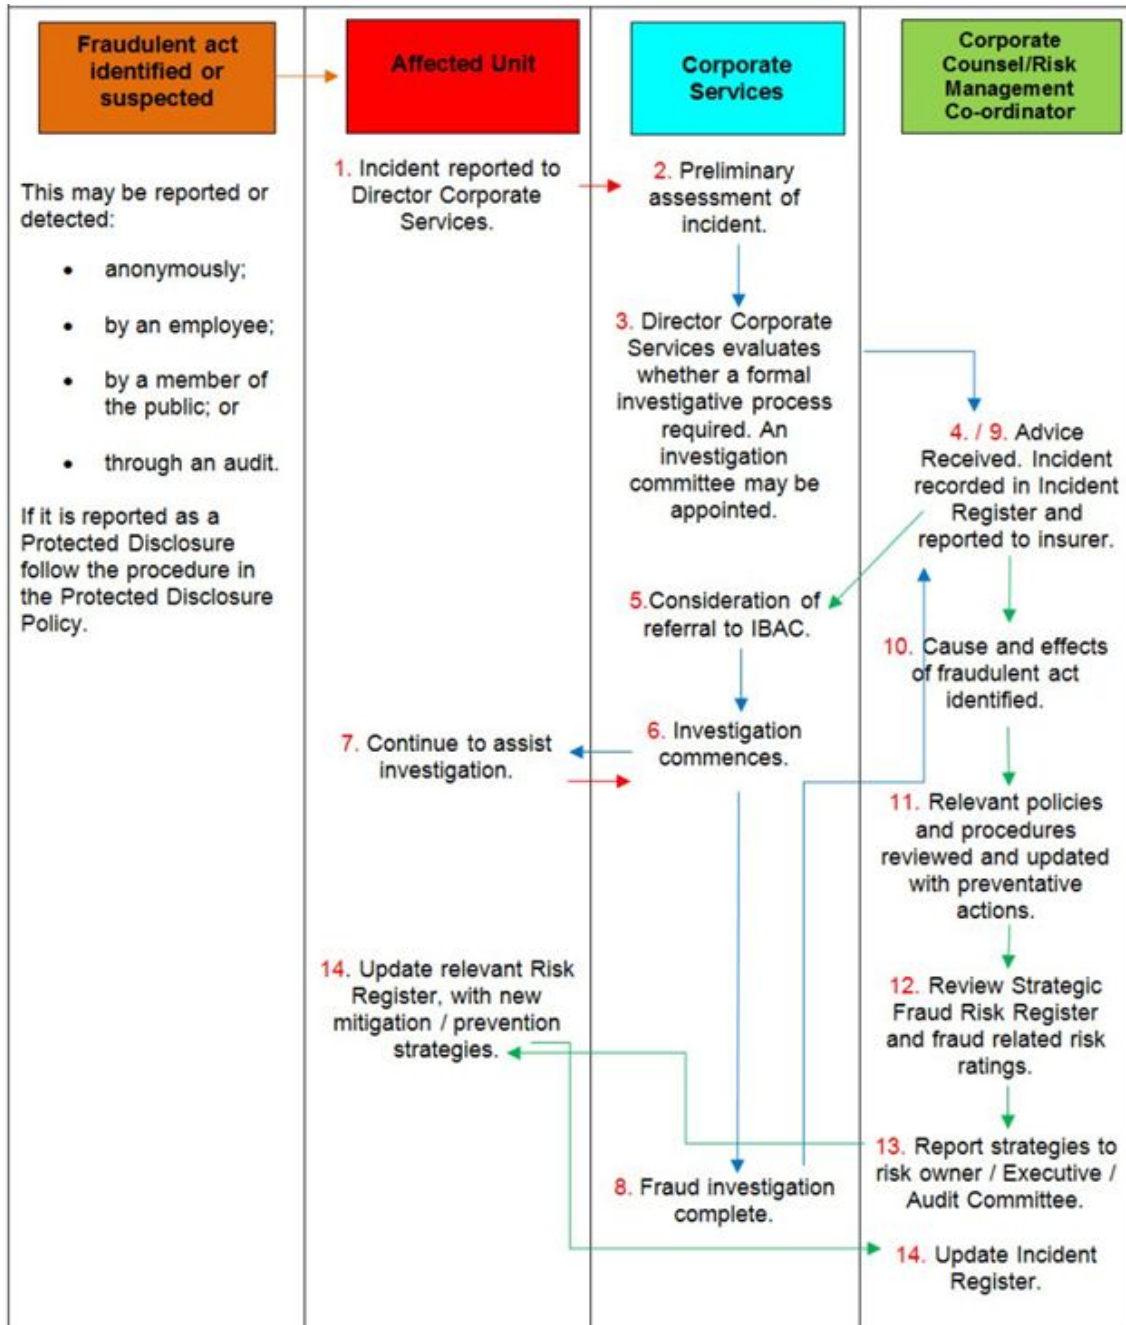 Fraudulent act
identified or
suspected
Affected Unit
Corporate
Services
Corporate
Counsel/Risk
Management
Co-ordinator
This may be reported or
detected:
• anonymously;
• by an employee;
• by a member of
the public; or
• through an audit.
If it is reported as a
Protected Disclosure
follow the procedure in
the Protected Disclosure
Policy.
1. Incident reported to
Director Corporate
Services.
2. Preliminary
assessment of
incident.
3. Director Corporate
Services evaluates
whether a formal
investigative process
required. An
investigation
committee may be
appointed.
4. / 9. Advice
Received. Incident
recorded in Incident
Register and
reported to insurer.
5.Consideration of
referral to IBAC.
6. Investigation
commences.
7. Continue to assist
investigation.
8. Fraud investigation
complete.
10. Cause and effects
of fraudulent act
identified.
11. Relevant policies
and procedures
reviewed and updated
with preventative
actions.
12. Review Strategic
Fraud Risk Register
and fraud related risk
ratings.
13. Report strategies to
risk owner / Executive /
Audit Committee.
14. Update relevant Risk
Register, with new
mitigation / prevention
strategies.
14. Update Incident
Register.